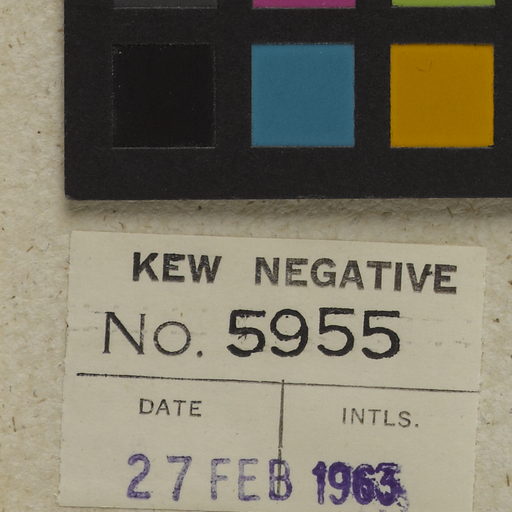 KEW NEGATIVE
No. 5955
DATE INTLS.
27 FEB 1963